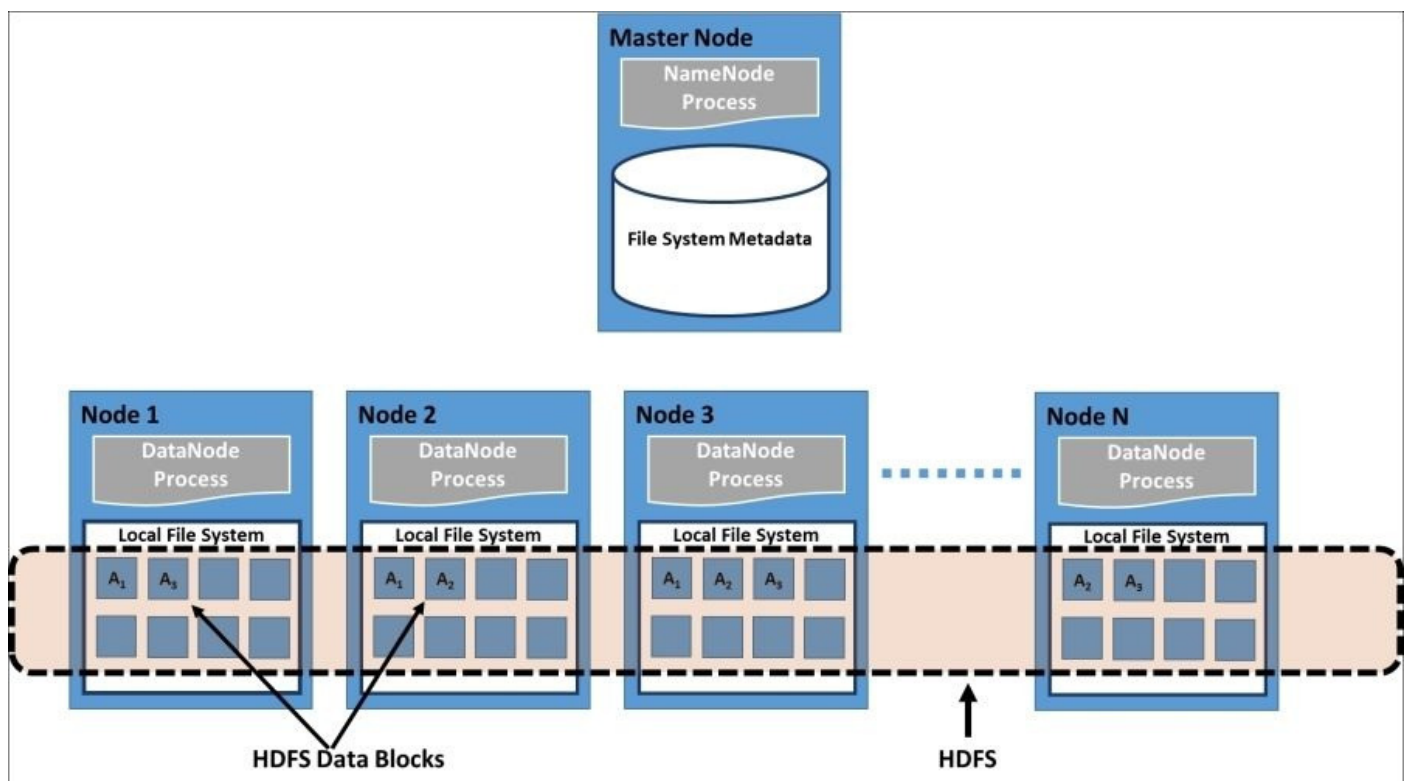 Master Node
NameNode
Process
File System Metadata
Node 1
DataNode
Process
Local File System
A₁ A₃
Node 2
DataNode
Process
Local File System
A₁ A₂
Node 3
DataNode
Process
Local File System
A₁ A₂ A₃
Node N
DataNode
Process
Local File System
A₂ A₃
HDFS Data Blocks
HDFS